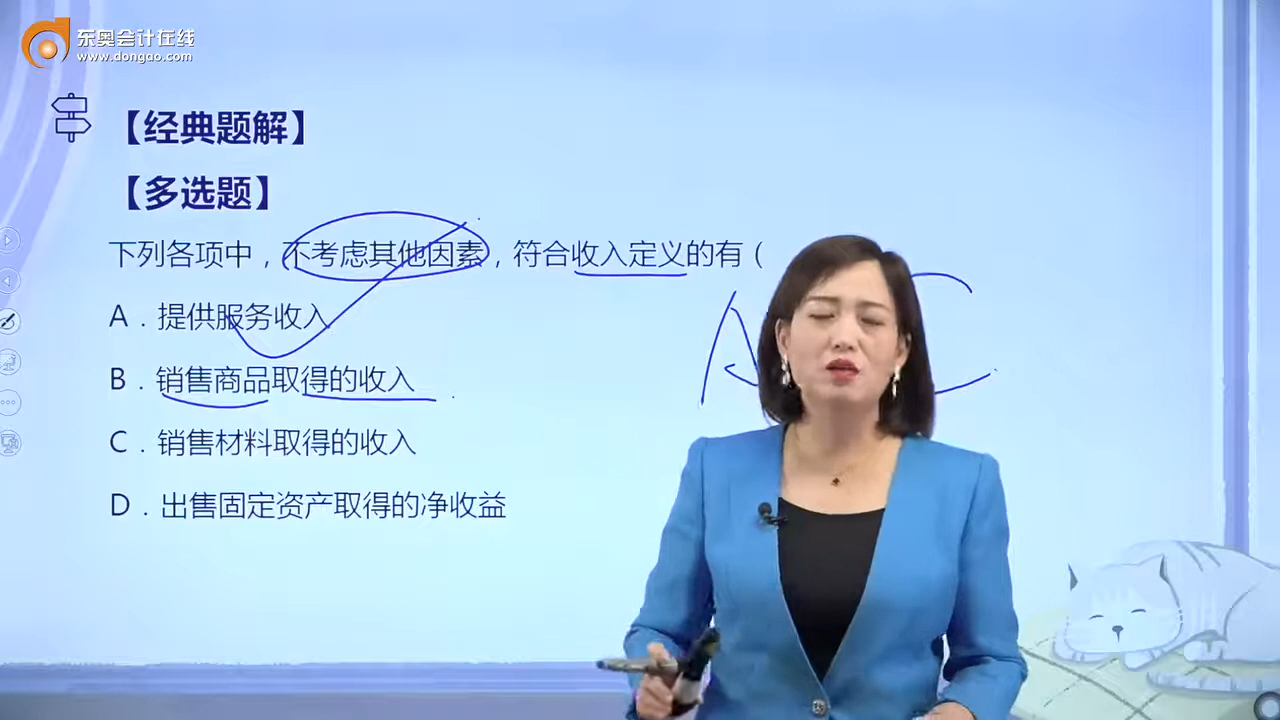 东奥会计在线
www.dongao.com
【经典题解】
【多选题】
下列各项中，不考虑其他因素，符合收入定义的有（
A．提供服务收入
B．销售商品取得的收入
C．销售材料取得的收入
D．出售固定资产取得的净收益
A C